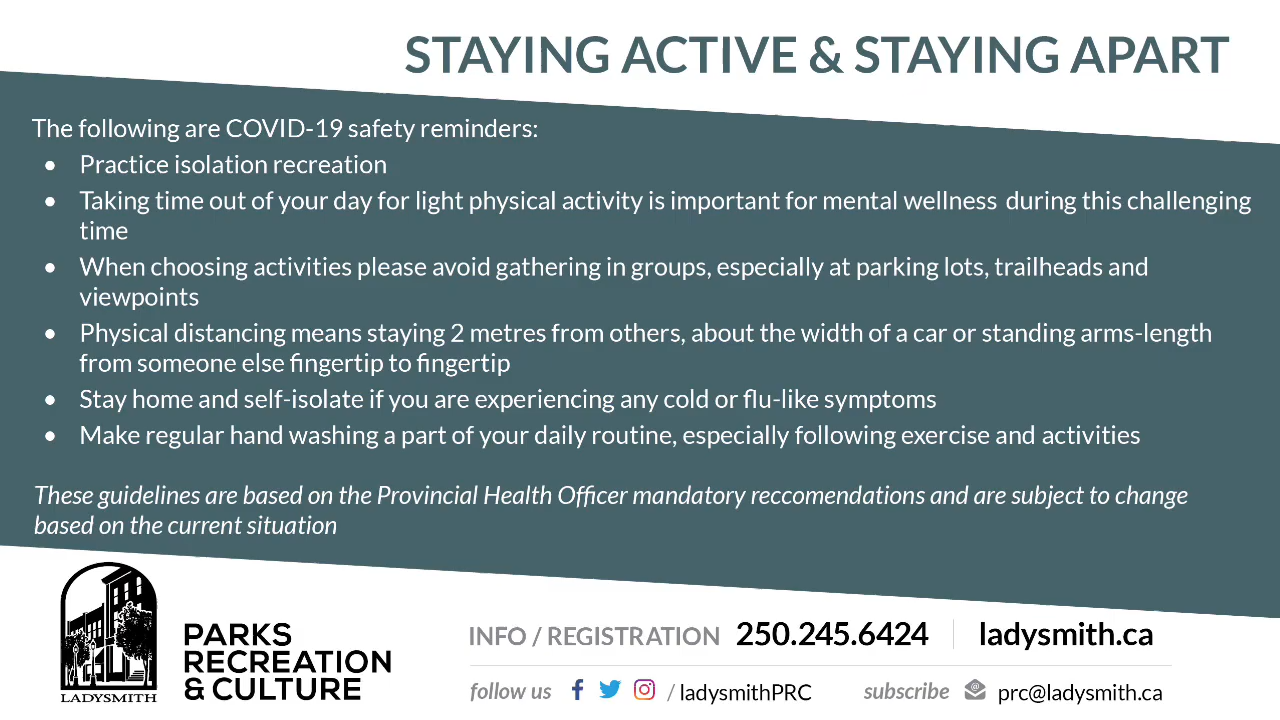 STAYING ACTIVE & STAYING APART
The following are COVID-19 safety reminders:
• Practice isolation recreation
• Taking time out of your day for light physical activity is important for mental wellness during this challenging
time
• When choosing activities please avoid gathering in groups, especially at parking lots, trailheads and
viewpoints
• Physical distancing means staying 2 metres from others, about the width of a car or standing arms-length
from someone else fingertip to fingertip
• Stay home and self-isolate if you are experiencing any cold or flu-like symptoms
• Make regular hand washing a part of your daily routine, especially following exercise and activities
These guidelines are based on the Provincial Health Officer mandatory reccomendations and are subject to change
based on the current situation
LADYSMITH
PARKS
RECREATION
& CULTURE
INFO / REGISTRATION 250.245.6424 ladysmith.ca
follow us / ladysmithPRC subscribe prc@ladysmith.ca